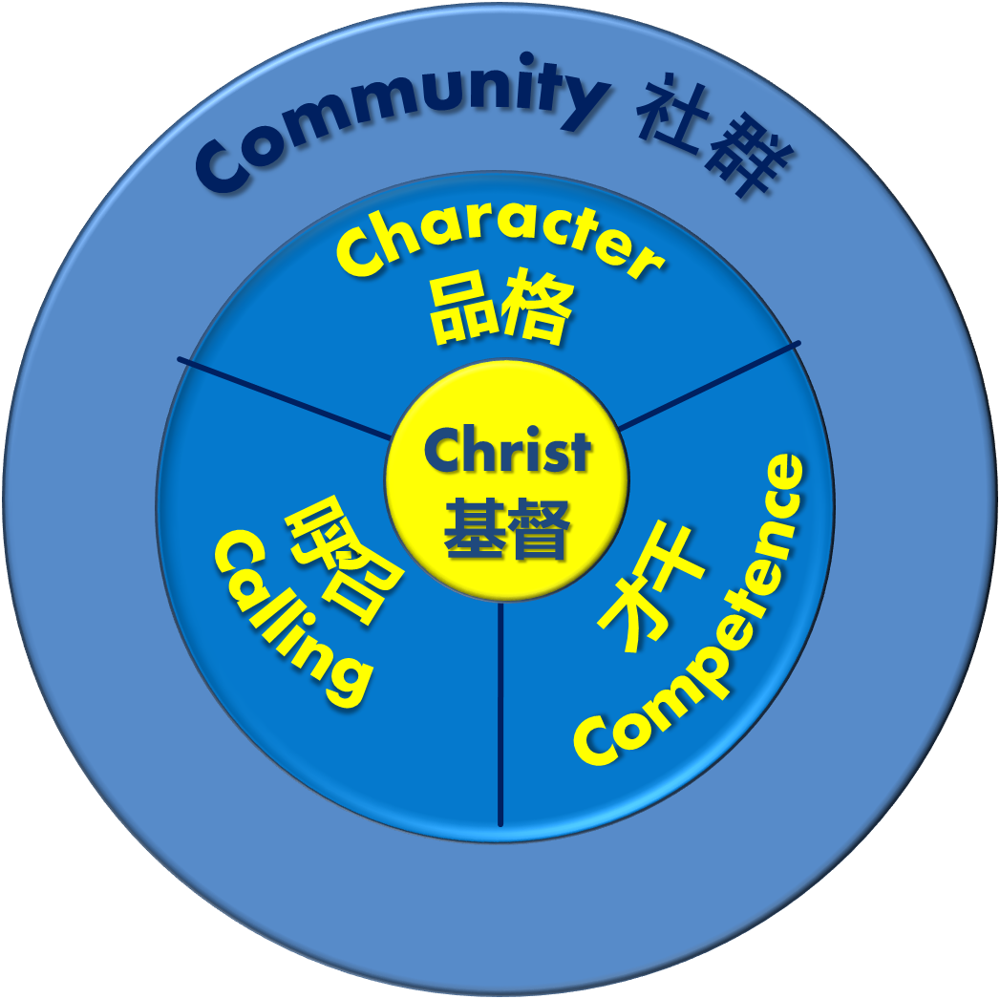 Community 社群
Character
品格
Christ
基督
呼召
Calling
才干
Competence